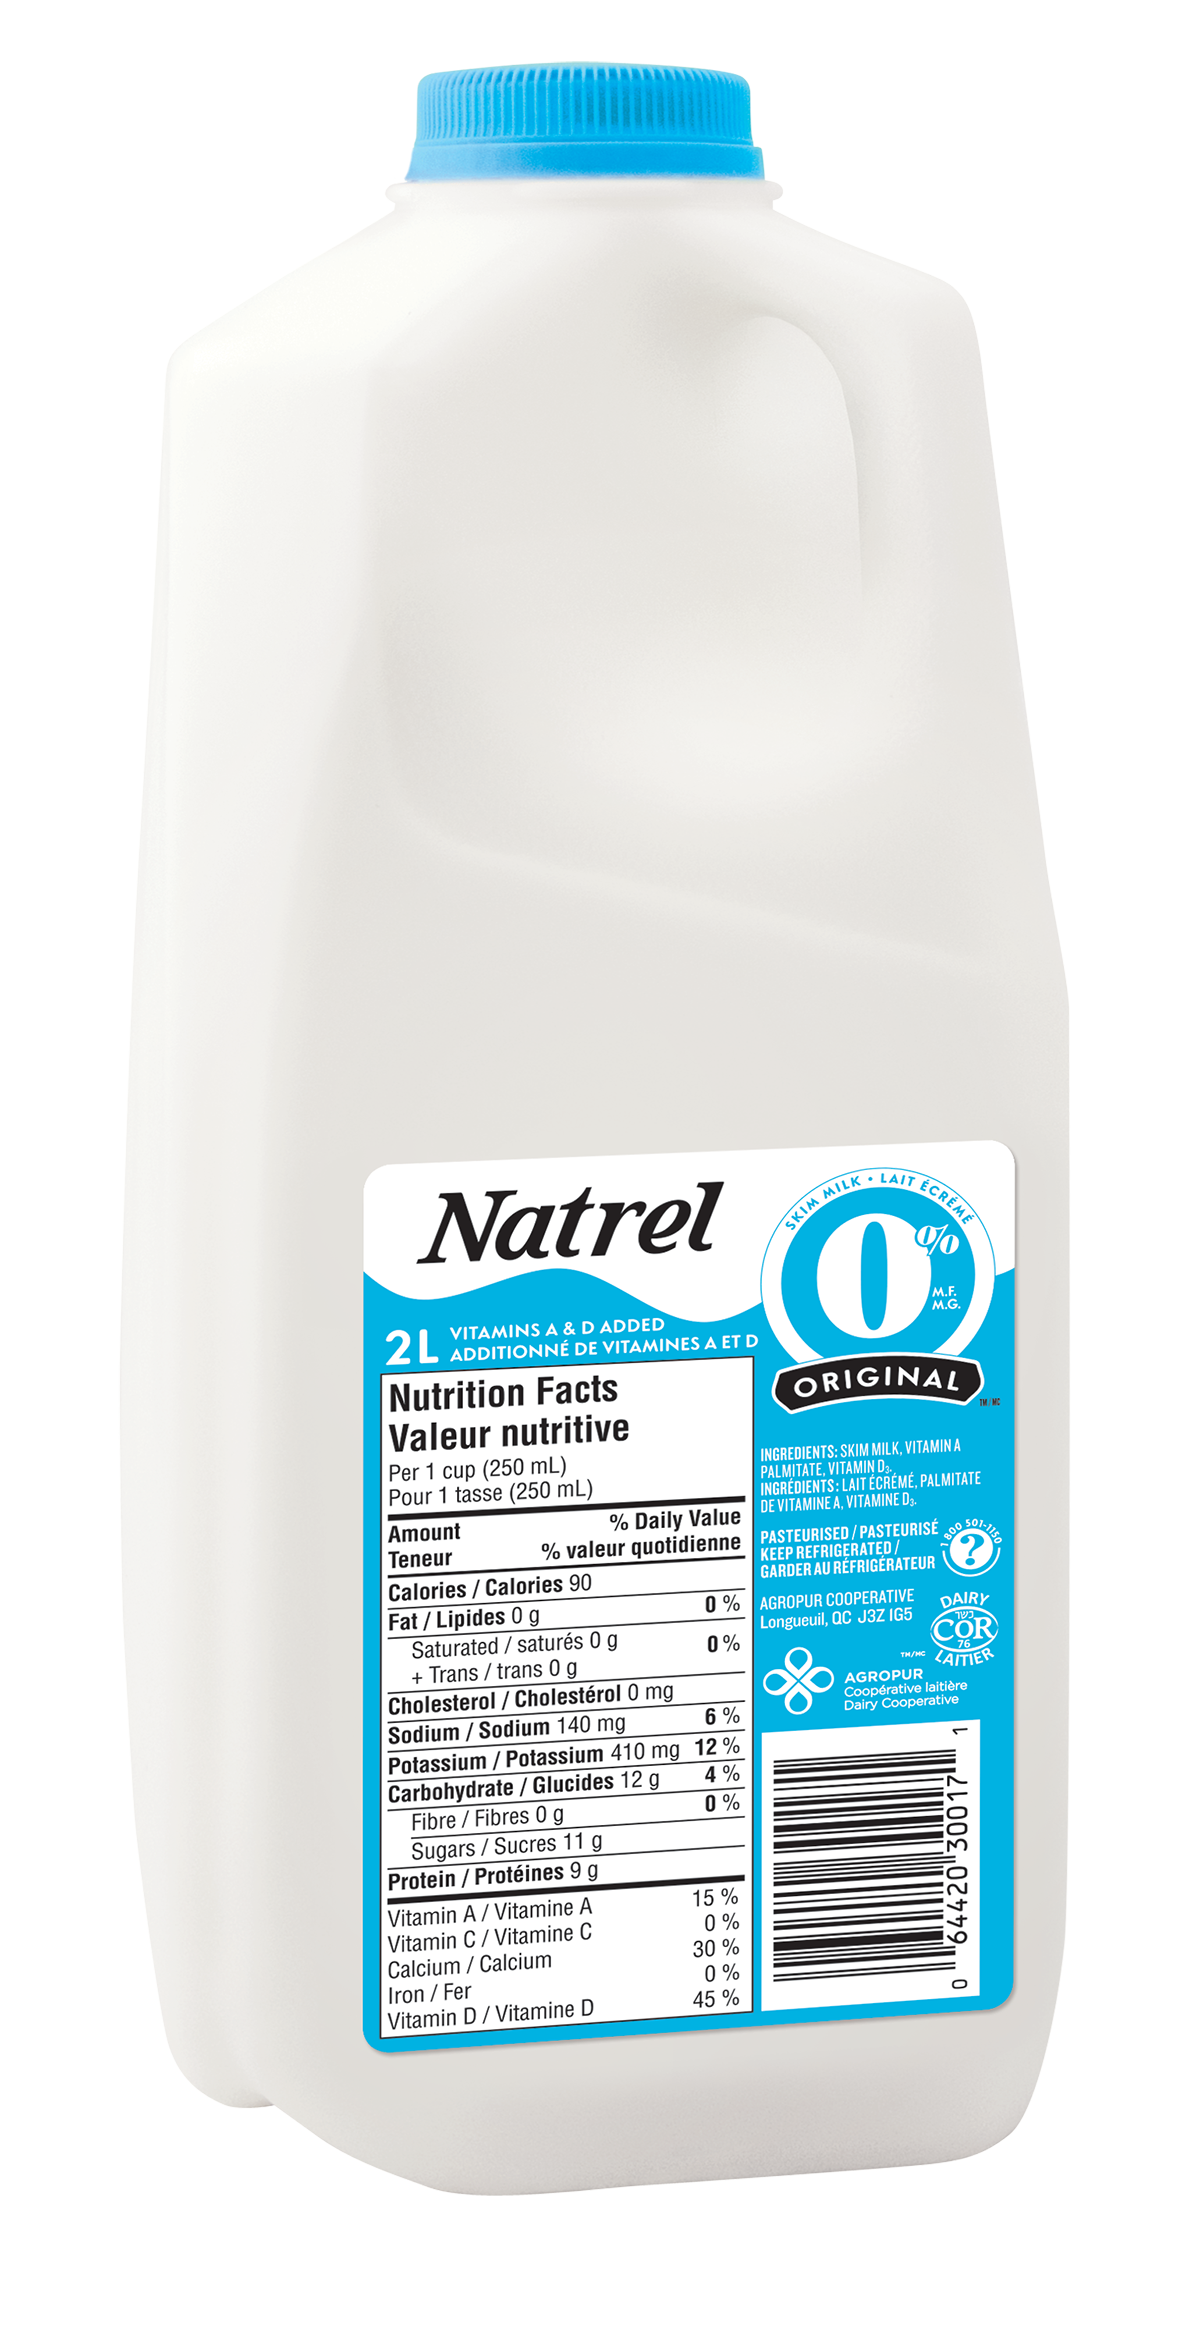 Natrel
SKIM MILK • LAIT ÉCRÉMÉ
0%
M.F.
M.G.
ORIGINAL
TM/MC
2L
VITAMINS A & D ADDED
ADDITIONNÉ DE VITAMINES A ET D
Nutrition Facts
Valeur nutritive
Per 1 cup (250 mL)
Pour 1 tasse (250 mL)
Amount % Daily Value
Teneur % valeur quotidienne
Calories / Calories 90
Fat / Lipides 0 g 0 %
Saturated / saturés 0 g 0 %
+ Trans / trans 0 g
Cholesterol / Cholestérol 0 mg
Sodium / Sodium 140 mg 6 %
Potassium / Potassium 410 mg 12 %
Carbohydrate / Glucides 12 g 4 %
Fibre / Fibres 0 g 0 %
Sugars / Sucres 11 g
Protein / Protéines 9 g
Vitamin A / Vitamine A 15 %
Vitamin C / Vitamine C 0 %
Calcium / Calcium 30 %
Iron / Fer 0 %
Vitamin D / Vitamine D 45 %
INGREDIENTS: SKIM MILK, VITAMIN A
PALMITATE, VITAMIN D₃.
INGRÉDIENTS : LAIT ÉCRÉMÉ, PALMITATE
DE VITAMINE A, VITAMINE D₃.
PASTEURISED / PASTEURISÉ
KEEP REFRIGERATED /
GARDER AU RÉFRIGÉRATEUR
1 800 501-1150
?
AGROPUR COOPERATIVE
Longueuil, QC J3Z 1G5
DAIRY
כשר
COR
76
LAITIER
TM/MC
AGROPUR
Coopérative laitière
Dairy Cooperative
0 64420 30017 1